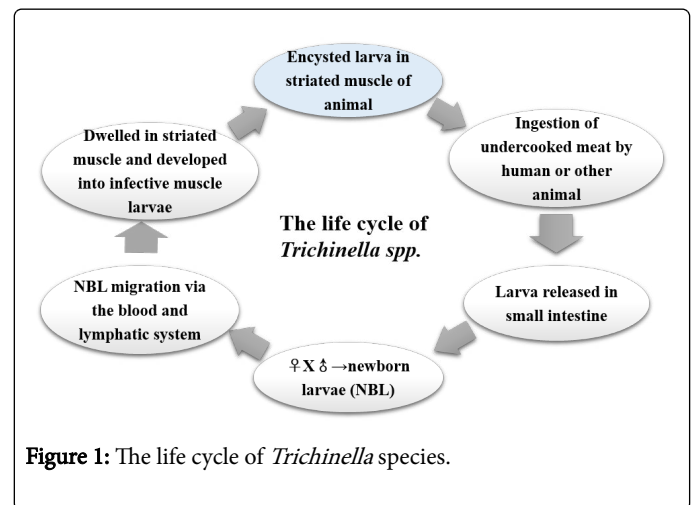 Encysted larva in
striated muscle of
animal
Ingestion of
undercooked meat by
human or other
animal
Larva released in
small intestine
♀X♂→newborn
larvae (NBL)
NBL migration via
the blood and
lymphatic system
Dwelled in striated
muscle and developed
into infective muscle
larvae
The life cycle of
Trichinella spp.
Figure 1: The life cycle of Trichinella species.